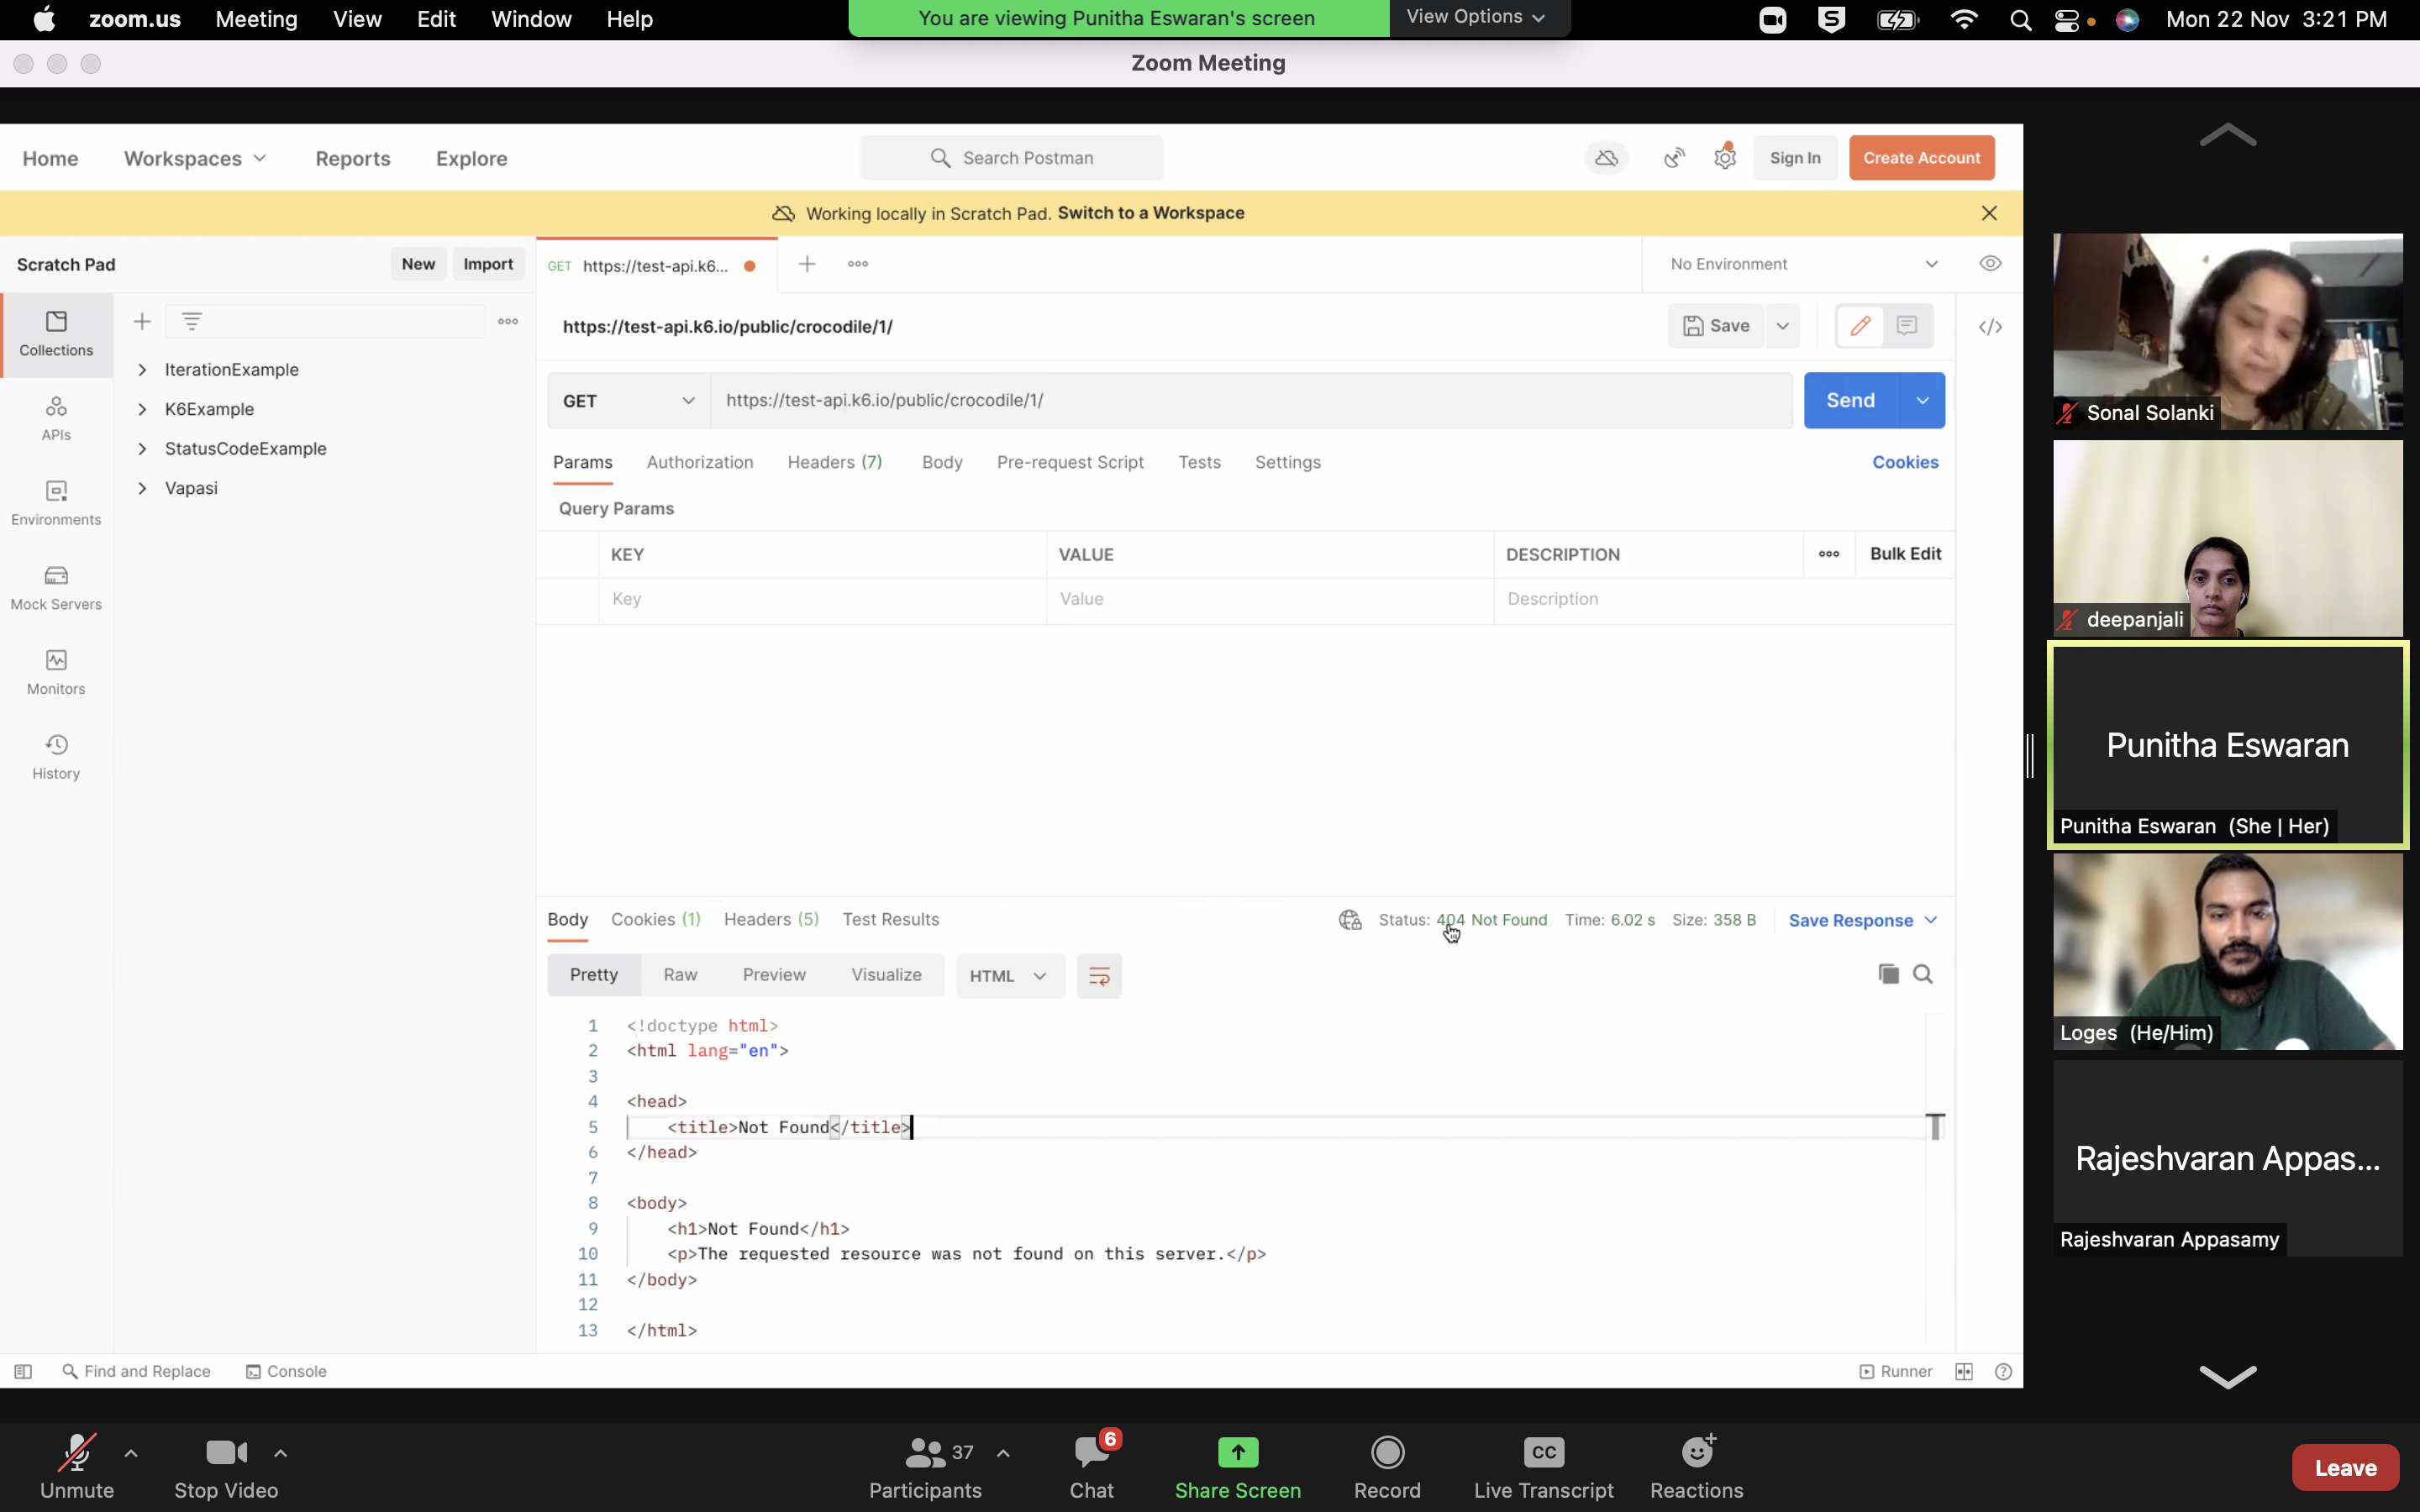 zoom.us Meeting View Edit Window Help
You are viewing Punitha Eswaran's screen View Options
Mon 22 Nov 3:21 PM
Zoom Meeting
Home Workspaces Reports Explore
Search Postman
Sign In Create Account
Working locally in Scratch Pad. Switch to a Workspace
Scratch Pad New Import
GET https://test-api.k6...
No Environment
Collections
APIs
Environments
Mock Servers
Monitors
History
IterationExample
K6Example
StatusCodeExample
Vapasi
https://test-api.k6.io/public/crocodile/1/
Save
GET https://test-api.k6.io/public/crocodile/1/ Send
Params Authorization Headers (7) Body Pre-request Script Tests Settings Cookies
Query Params
KEY VALUE DESCRIPTION Bulk Edit
Key Value Description
Body Cookies (1) Headers (5) Test Results Status: 404 Not Found Time: 6.02 s Size: 358 B Save Response
Pretty Raw Preview Visualize HTML
1 <!doctype html>
2 <html lang="en">
3
4 <head>
5 <title>Not Found</title>
6 </head>
7
8 <body>
9 <h1>Not Found</h1>
10 <p>The requested resource was not found on this server.</p>
11 </body>
12
13 </html>
Find and Replace Console Runner
Sonal Solanki
deepanjali
Punitha Eswaran
Punitha Eswaran (She | Her)
Loges (He/Him)
Rajeshvaran Appas...
Rajeshvaran Appasamy
Unmute
Stop Video
37
Participants
6
Chat
Share Screen
Record
CC
Live Transcript
Reactions
Leave